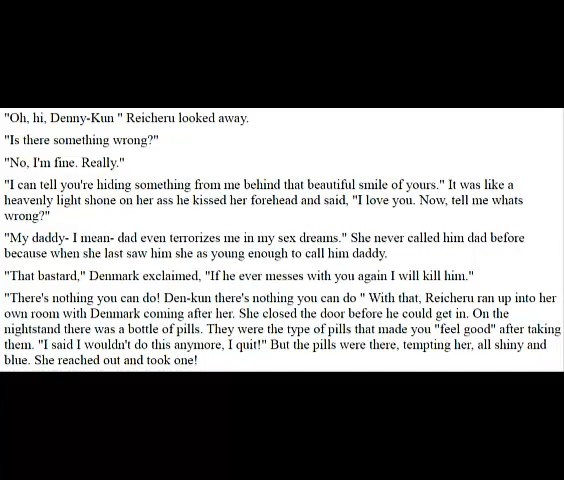 "Oh, hi, Denny-Kun " Reicheru looked away.
"Is there something wrong?"
"No, I'm fine. Really."
"I can tell you're hiding something from me behind that beautiful smile of yours." It was like a
heavenly light shone on her ass he kissed her forehead and said, "I love you. Now, tell me whats
wrong?"
"My daddy- I mean- dad even terrorizes me in my sex dreams." She never called him dad before
because when she last saw him she as young enough to call him daddy.
"That bastard," Denmark exclaimed, "If he ever messes with you again I will kill him."
"There's nothing you can do! Den-kun there's nothing you can do " With that, Reicheru ran up into her
own room with Denmark coming after her. She closed the door before he could get in. On the
nightstand there was a bottle of pills. They were the type of pills that made you "feel good" after taking
them. "I said I wouldn't do this anymore, I quit!" But the pills were there, tempting her, all shiny and
blue. She reached out and took one!